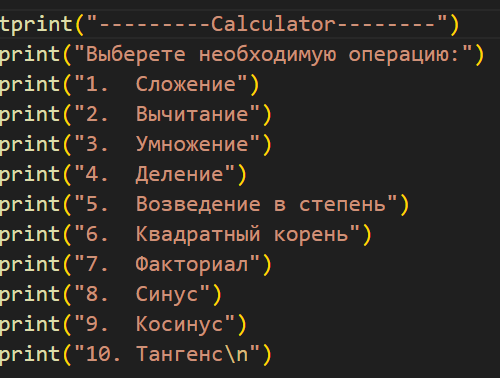 tprint("---------Calculator--------")
print("Выберете необходимую операцию:")
print("1.  Сложение")
print("2.  Вычитание")
print("3.  Умножение")
print("4.  Деление")
print("5.  Возведение в степень")
print("6.  Квадратный корень")
print("7.  Факториал")
print("8.  Синус")
print("9.  Косинус")
print("10. Тангенс\n")